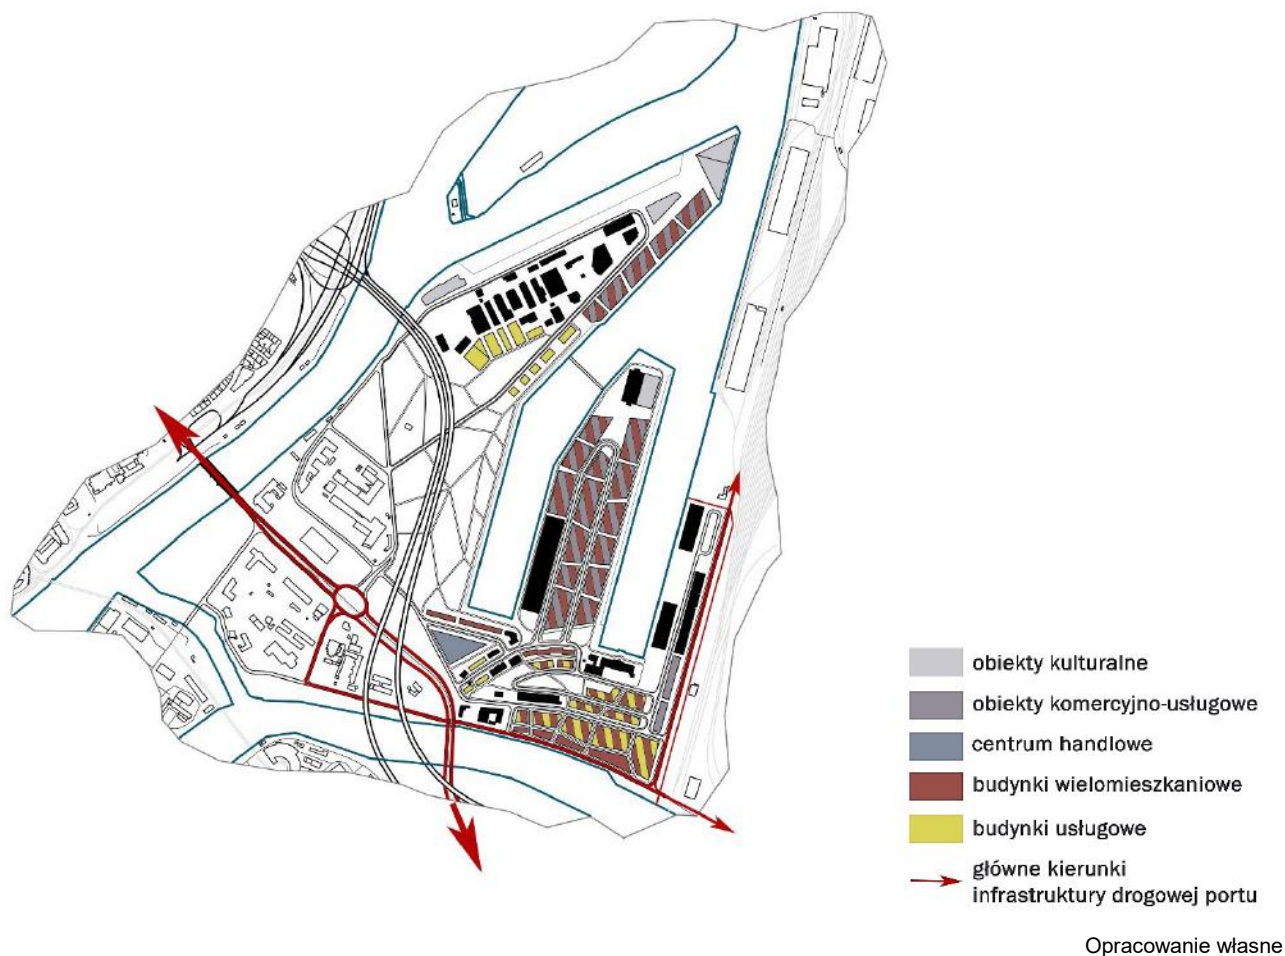 obiekty kulturalne
obiekty komercyjno-usługowe
centrum handlowe
budynki wielomieszkaniowe
budynki usługowe
główne kierunki
infrastruktury drogowej portu
Opracowanie własne